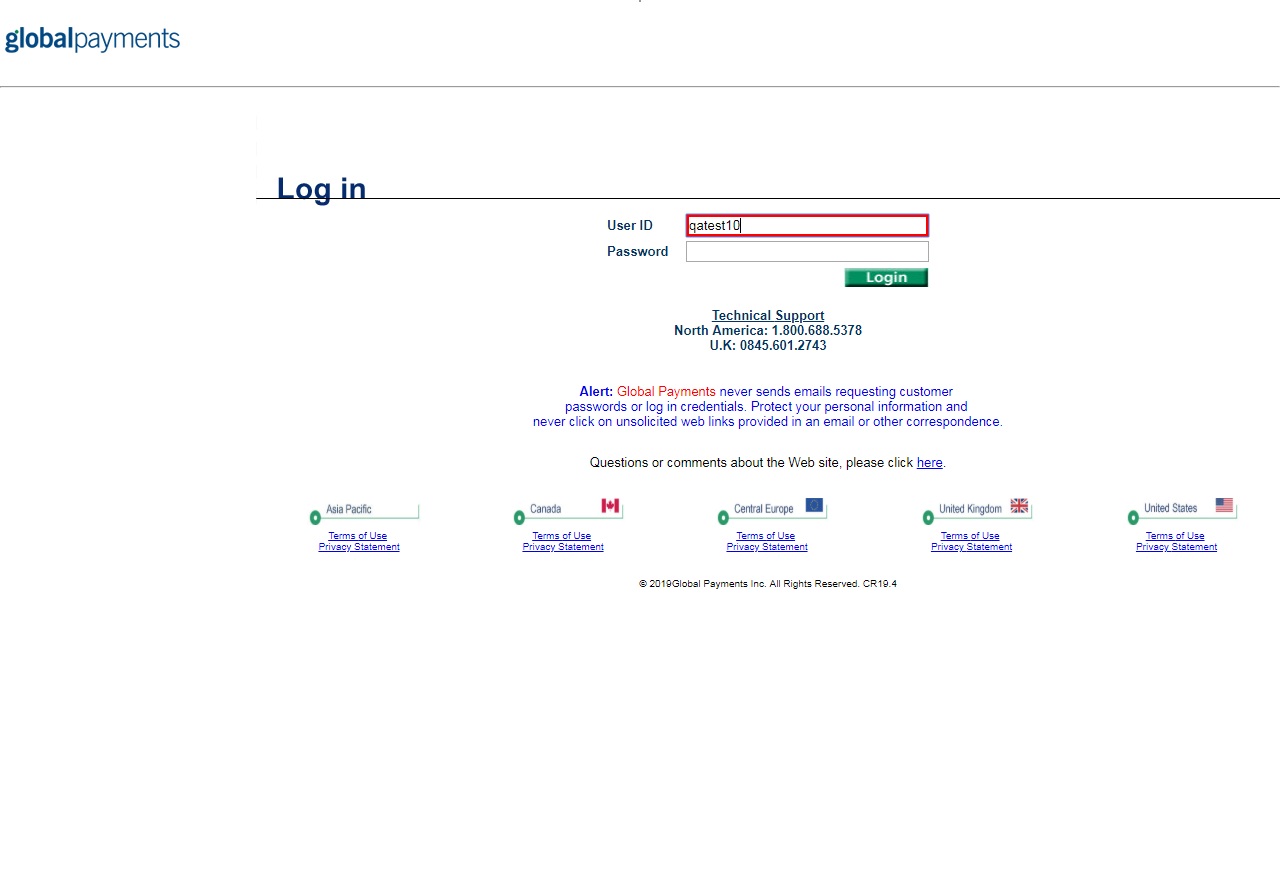 globalpayments
Log in
User ID qatest10
Password
Login
Technical Support
North America: 1.800.688.5378
U.K: 0845.601.2743
Alert: Global Payments never sends emails requesting customer
passwords or log in credentials. Protect your personal information and
never click on unsolicited web links provided in an email or other correspondence.
Questions or comments about the Web site, please click here.
Asia Pacific Canada Central Europe United Kingdom United States
Terms of Use Terms of Use Terms of Use Terms of Use Terms of Use
Privacy Statement Privacy Statement Privacy Statement Privacy Statement Privacy Statement
© 2019Global Payments Inc. All Rights Reserved. CR19.4